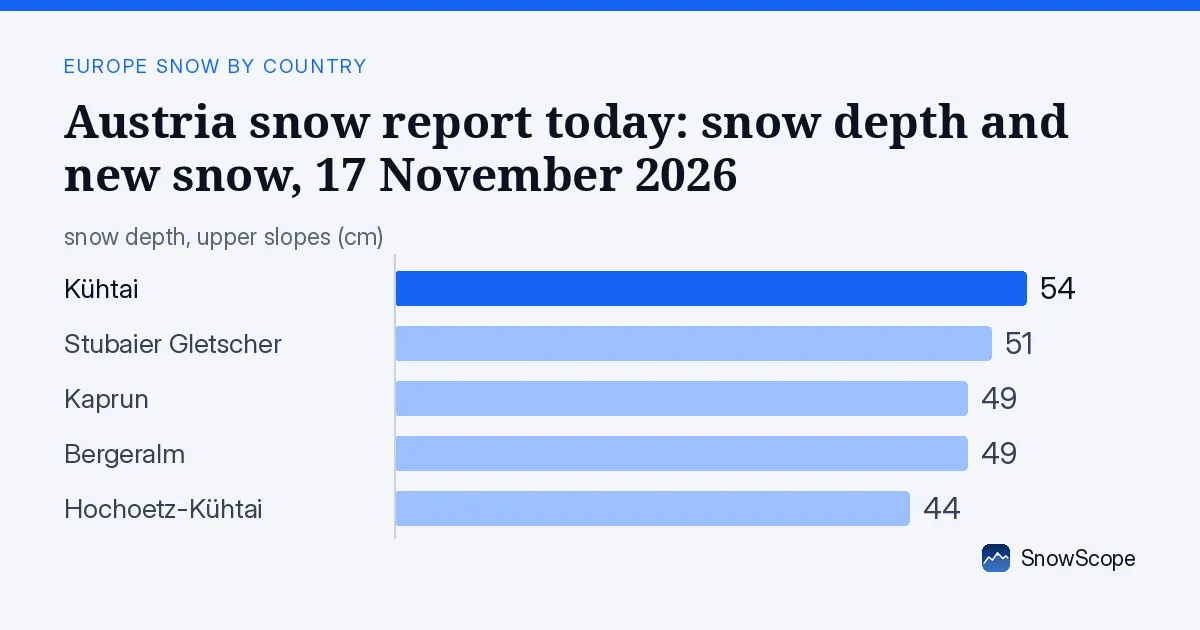 EUROPE SNOW BY COUNTRY
Austria snow report today: snow depth and
new snow, 17 November 2026
snow depth, upper slopes (cm)
Kühtai 54
Stubaier Gletscher 51
Kaprun 49
Bergeralm 49
Hochoetz-Kühtai 44
SnowScope